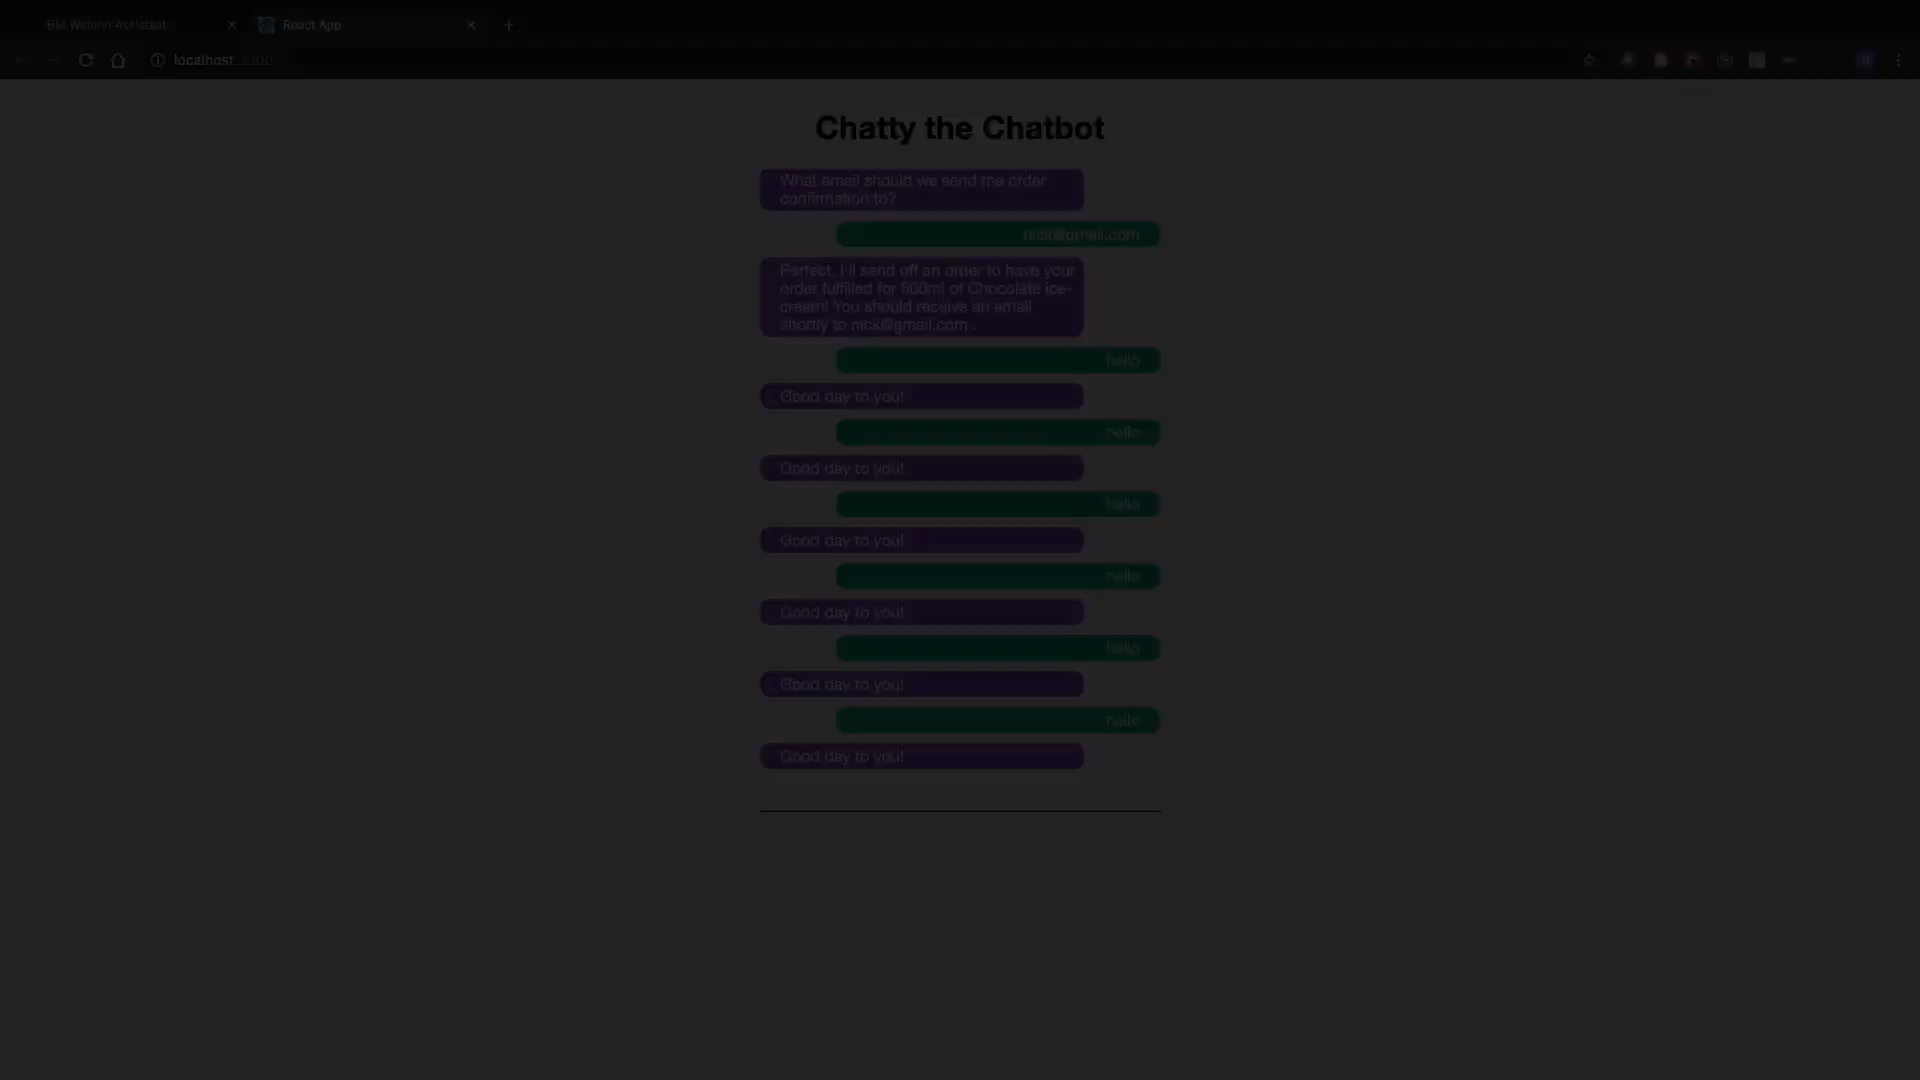 IBM Watson Assistant
React App
localhost:3000
Chatty the Chatbot
What email should we send the order
confirmation to?
nick@gmail.com
Perfect, I'll send off an order to have your
order fulfilled for 500ml of Chocolate ice-
cream! You should receive an email
shortly to nick@gmail.com .
hello
Good day to you!
hello
Good day to you!
hello
Good day to you!
hello
Good day to you!
hello
Good day to you!
hello
Good day to you!